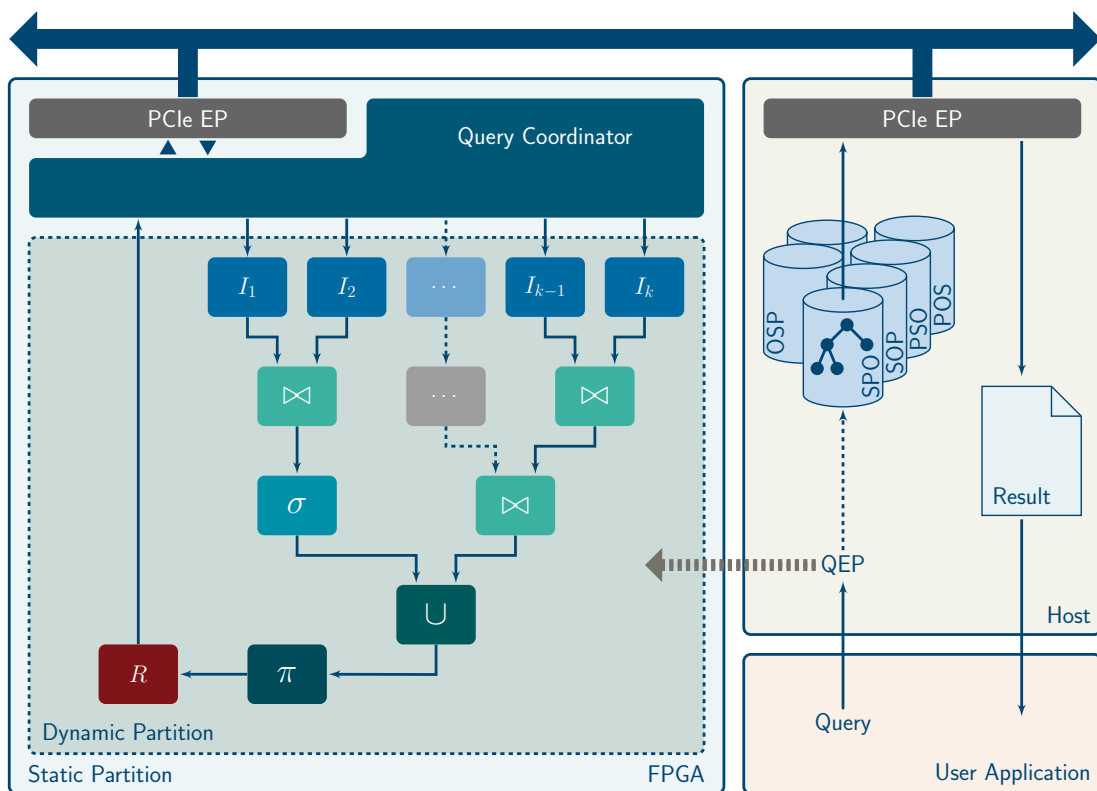 PCIe EP
Query Coordinator
PCIe EP
I₁
I₂
...
Iₖ₋₁
Iₖ
OSP
SPO
SOP
PSO
POS
⋈
...
⋈
σ
⋈
Result
QEP
∪
Host
R
π
Query
Dynamic Partition
Static Partition
FPGA
User Application